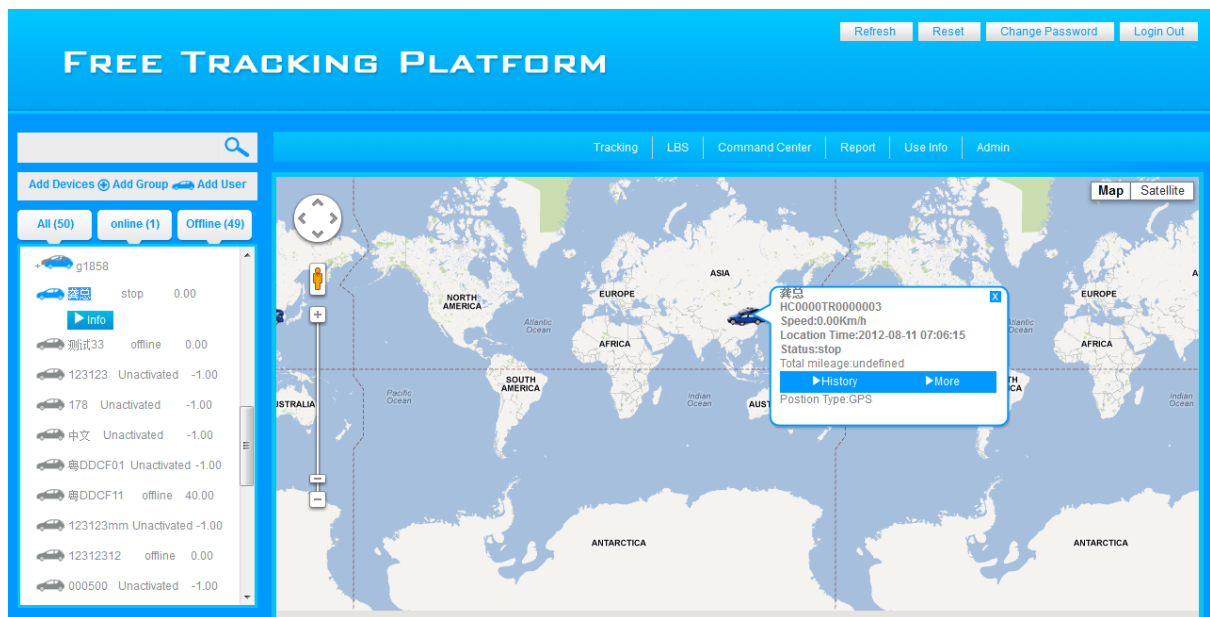 Refresh Reset Change Password Login Out
FREE TRACKING PLATFORM
Tracking LBS Command Center Report Use Info Admin
Add Devices Add Group Add User
All (50) online (1) Offline (49)
g1858
龚总 stop 0.00
Info
测试33 offline 0.00
123123 Unactivated -1.00
178 Unactivated -1.00
中文 Unactivated -1.00
粤DDCF01 Unactivated -1.00
粤DDCF11 offline 40.00
123123mm Unactivated -1.00
12312312 offline 0.00
000500 Unactivated -1.00
Map Satellite
ASIA
NORTH
AMERICA
EUROPE
EUROPE
Atlantic
Ocean
Atlantic
Ocean
AFRICA
AFRICA
SOUTH
AMERICA
TH
CA
Pacific
Ocean
Indian
Ocean
Indian
Ocean
ISTRALIA
AUST
ANTARCTICA
ANTARCTICA
龚总 X
HC0000TR0000003
Speed:0.00Km/h
Location Time:2012-08-11 07:06:15
Status:stop
Total mileage:undefined
History More
Postion Type:GPS